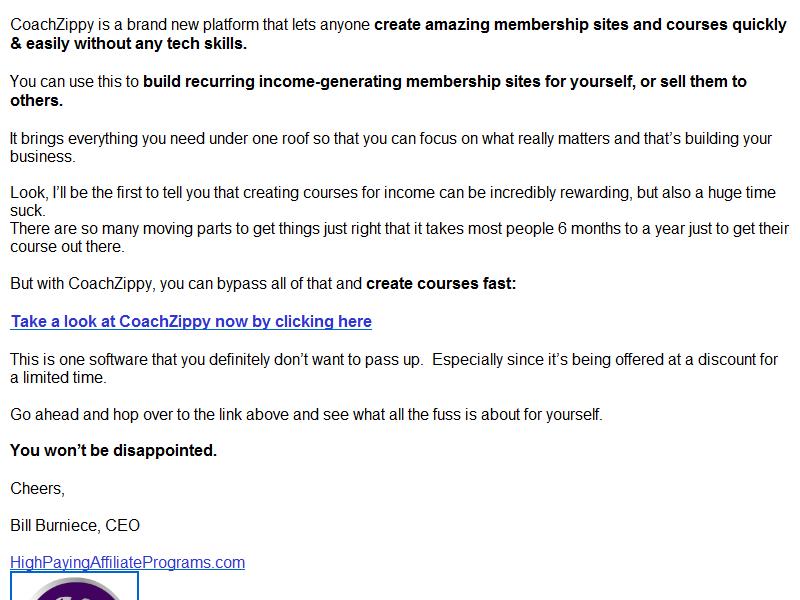 CoachZippy is a brand new platform that lets anyone create amazing membership sites and courses quickly
& easily without any tech skills.
You can use this to build recurring income-generating membership sites for yourself, or sell them to
others.
It brings everything you need under one roof so that you can focus on what really matters and that’s building your
business.
Look, I’ll be the first to tell you that creating courses for income can be incredibly rewarding, but also a huge time
suck.
There are so many moving parts to get things just right that it takes most people 6 months to a year just to get their
course out there.
But with CoachZippy, you can bypass all of that and create courses fast:
Take a look at CoachZippy now by clicking here
This is one software that you definitely don’t want to pass up.  Especially since it’s being offered at a discount for
a limited time.
Go ahead and hop over to the link above and see what all the fuss is about for yourself.
You won’t be disappointed.
Cheers,
Bill Burniece, CEO
HighPayingAffiliatePrograms.com